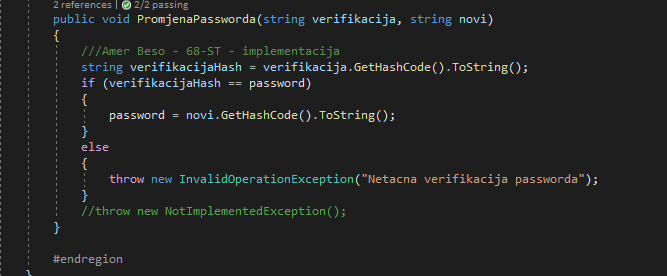 2 references | 2/2 passing
public void PromjenaPassworda(string verifikacija, string novi)
{
///Amer Beso - 68-ST - implementacija
string verifikacijaHash = verifikacija.GetHashCode().ToString();
if (verifikacijaHash == password)
{
password = novi.GetHashCode().ToString();
}
else
{
throw new InvalidOperationException("Netacna verifikacija passworda");
}
//throw new NotImplementedException();
}
#endregion
}